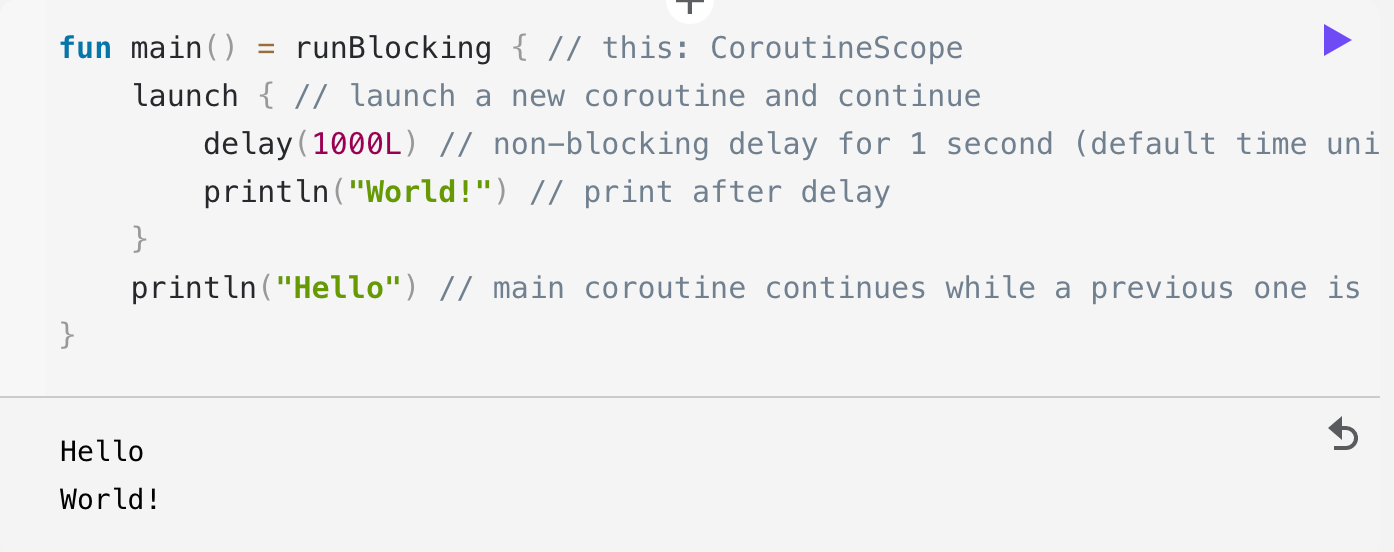 fun main() = runBlocking { // this: CoroutineScope
    launch { // launch a new coroutine and continue
        delay(1000L) // non-blocking delay for 1 second (default time uni
        println("World!") // print after delay
    }
    println("Hello") // main coroutine continues while a previous one is
}
Hello
World!